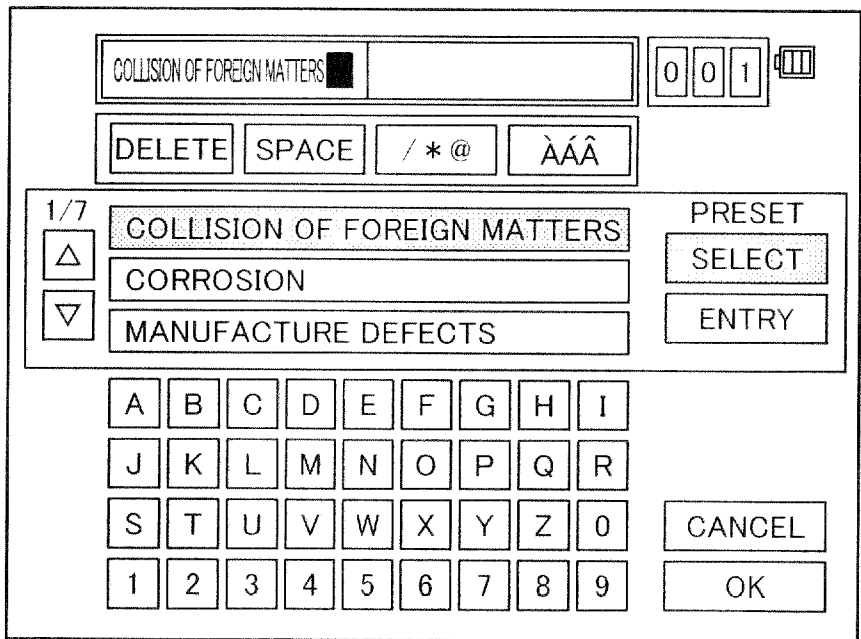 COLLISION OF FOREIGN MATTERS 0 0 1
DELETE SPACE / * @ ÀÁÂ
1/7 PRESET
COLLISION OF FOREIGN MATTERS SELECT
CORROSION
MANUFACTURE DEFECTS ENTRY
A B C D E F G H I
J K L M N O P Q R
S T U V W X Y Z 0 CANCEL
1 2 3 4 5 6 7 8 9 OK